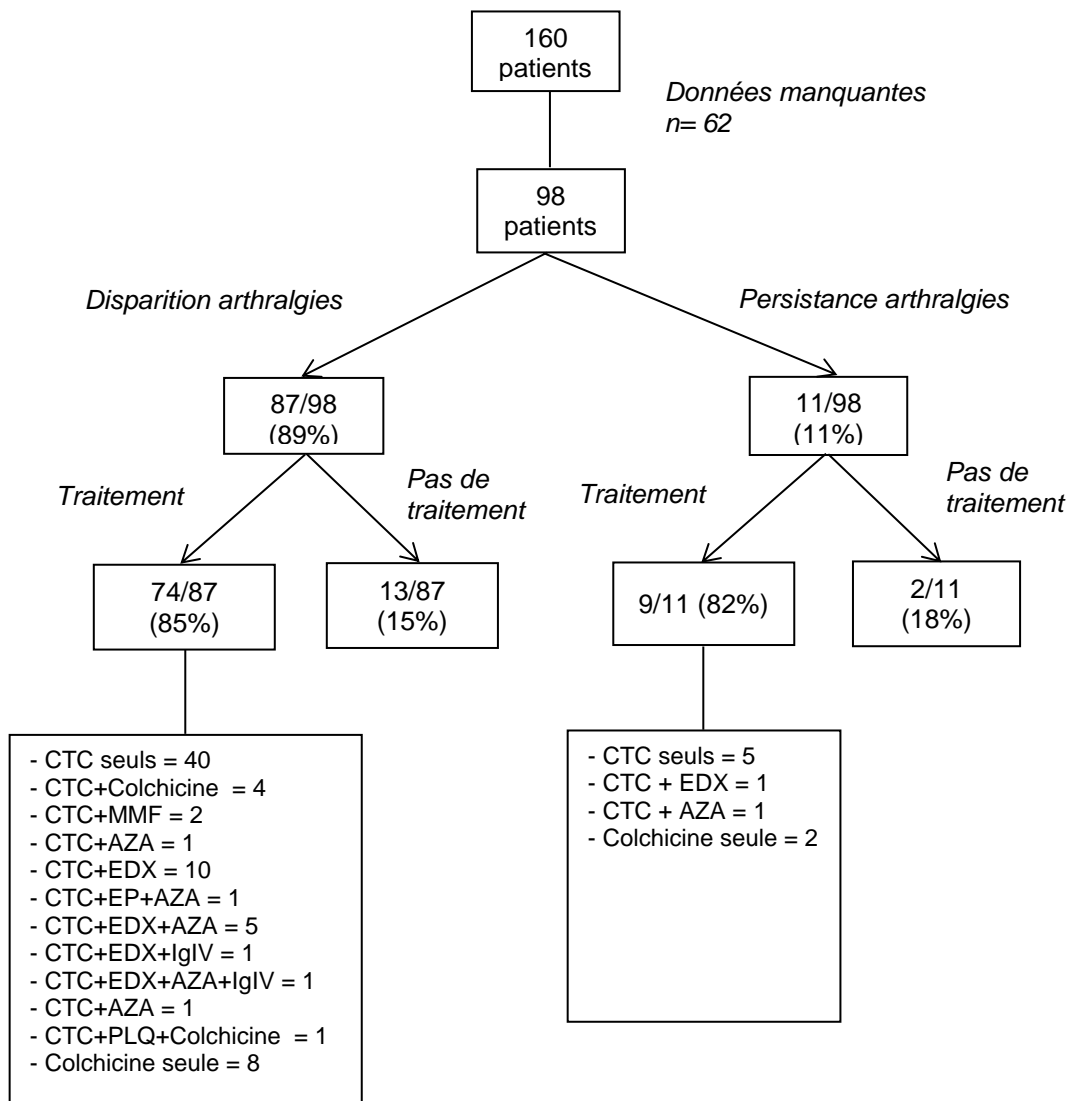 160
patients
Données manquantes
n= 62
98
patients
Disparition arthralgies
Persistance arthralgies
87/98
(89%)
11/98
(11%)
Traitement
Pas de
traitement
Traitement
Pas de
traitement
74/87
(85%)
13/87
(15%)
9/11 (82%)
2/11
(18%)
- CTC seuls = 40
- CTC+Colchicine = 4
- CTC+MMF = 2
- CTC+AZA = 1
- CTC+EDX = 10
- CTC+EP+AZA = 1
- CTC+EDX+AZA = 5
- CTC+EDX+IgIV = 1
- CTC+EDX+AZA+IgIV = 1
- CTC+AZA = 1
- CTC+PLQ+Colchicine = 1
- Colchicine seule = 8
- CTC seuls = 5
- CTC + EDX = 1
- CTC + AZA = 1
- Colchicine seule = 2